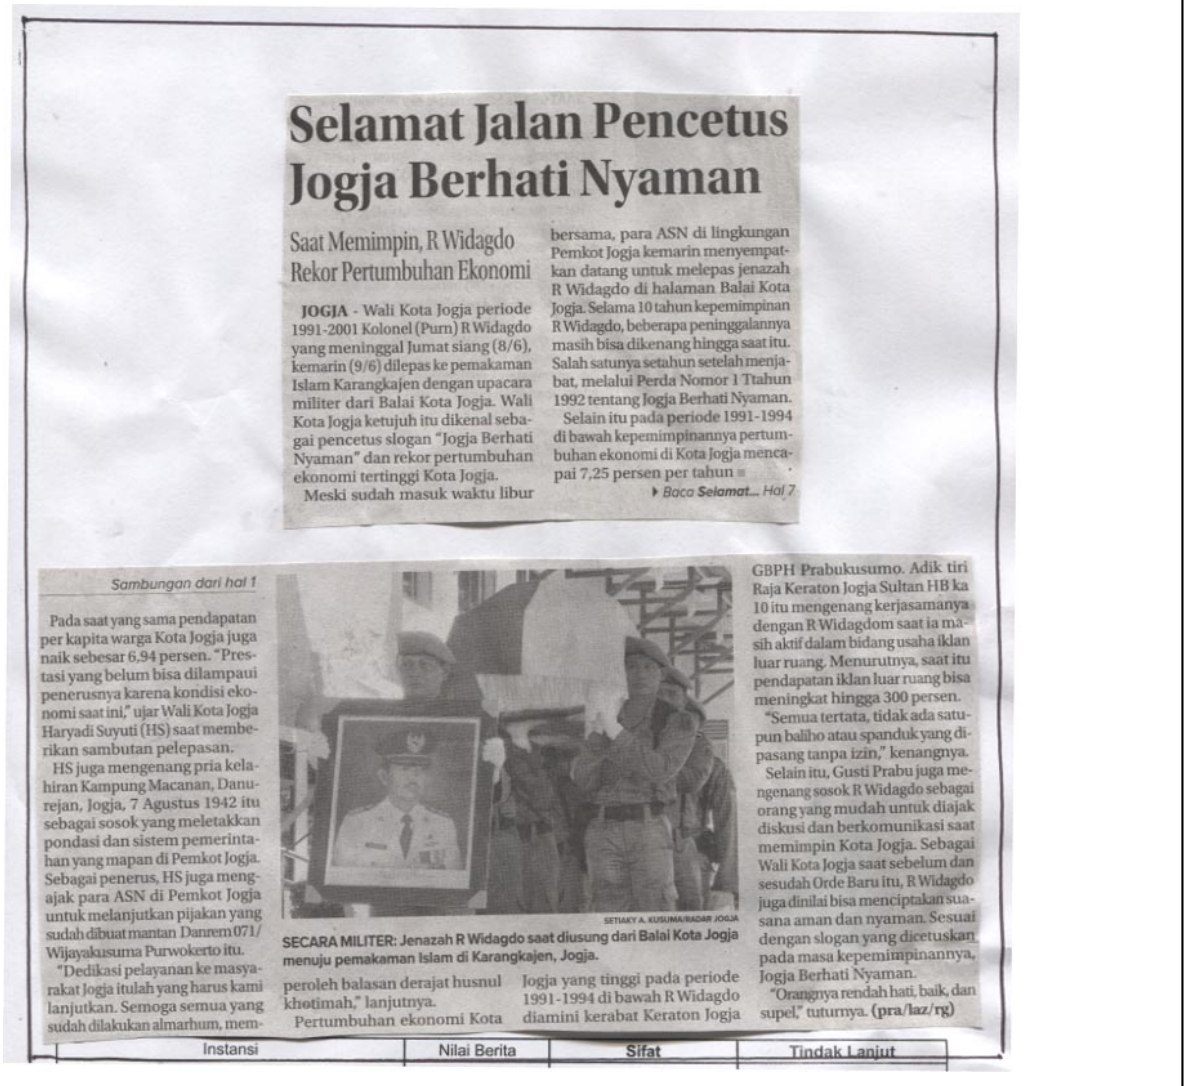 Selamat Jalan Pencetus
Jogja Berhati Nyaman
Saat Memimpin, R Widagdo
Rekor Pertumbuhan Ekonomi
JOGJA - Wali Kota Jogja periode
1991-2001 Kolonel (Purn) R Widagdo
yang meninggal Jumat siang (8/6),
kemarin (9/6) dilepas ke pemakaman
Islam Karangkajen dengan upacara
militer dari Balai Kota Jogja. Wali
Kota Jogja ketujuh itu dikenal seba-
gai pencetus slogan "Jogja Berhati
Nyaman" dan rekor pertumbuhan
ekonomi tertinggi Kota Jogja.
Meski sudah masuk waktu libur
bersama, para ASN di lingkungan
Pemkot Jogja kemarin menyempat-
kan datang untuk melepas jenazah
R Widagdo di halaman Balai Kota
Jogja. Selama 10 tahun kepemimpinan
R Widagdo, beberapa peninggalannya
masih bisa dikenang hingga saat itu.
Salah satunya setahun setelah menja-
bat, melalui Perda Nomor 1 Ttahun
1992 tentang Jogja Berhati Nyaman.
Selain itu pada periode 1991-1994
di bawah kepemimpinannya pertum-
buhan ekonomi di Kota Jogja menca-
pai 7,25 persen per tahun
Baca Selamat... Hal 7
Sambungan dari hal 1
Pada saat yang sama pendapatan
per kapita warga Kota Jogja juga
naik sebesar 6,94 persen. "Pres-
tasi yang belum bisa dilampaui
penerusnya karena kondisi eko-
nomi saat ini," ujar Wali Kota Jogja
Haryadi Suyuti (HS) saat membe-
rikan sambutan pelepasan.
HS juga mengenang pria kela-
hiran Kampung Macanan, Danu-
rejan, Jogja, 7 Agustus 1942 itu
sebagai sosok yang meletakkan
pondasi dan sistem pemerinta-
han yang mapan di Pemkot Jogja.
Sebagai penerus, HS juga meng-
ajak para ASN di Pemkot Jogja
untuk melanjutkan pijakan yang
sudah dibuat mantan Danrem 071/
Wijayakusuma Purwokerto itu.
"Dedikasi pelayanan ke masya-
rakat Jogja itulah yang harus kami
lanjutkan. Semoga semua yang
sudah dilakukan almarhum, mem-
SETIAKY A. KUSUMA/RADAR JOGJA
SECARA MILITER: Jenazah R Widagdo saat diusung dari Balai Kota Jogja
menuju pemakaman Islam di Karangkajen, Jogja.
peroleh balasan derajat husnul
khotimah," lanjutnya.
Pertumbuhan ekonomi Kota
Jogja yang tinggi pada periode
1991-1994 di bawah R Widagdo
diamini kerabat Keraton Jogja
GBPH Prabukusumo. Adik tiri
Raja Keraton Jogja Sultan HB ka
10 itu mengenang kerjasamanya
dengan R Widagdom saat ia ma-
sih aktif dalam bidang usaha iklan
luar ruang. Menurutnya, saat itu
pendapatan iklan luar ruang bisa
meningkat hingga 300 persen.
"Semua tertata, tidak ada satu-
pun baliho atau spanduk yang di-
pasang tanpa izin," kenangnya.
Selain itu, Gusti Prabu juga me-
ngenang sosok R Widagdo sebagai
orang yang mudah untuk diajak
diskusi dan berkomunikasi saat
memimpin Kota Jogja. Sebagai
Wali Kota Jogja saat sebelum dan
sesudah Orde Baru itu, R Widagdo
juga dinilai bisa menciptakan sua-
sana aman dan nyaman. Sesuai
dengan slogan yang dicetuskan
pada masa kepemimpinannya,
Jogja Berhati Nyaman.
"Orangnya rendah hati, baik, dan
supel," tuturnya. (pra/laz/rg)
Instansi
Nilai Berita
Sifat
Tindak Lanjut